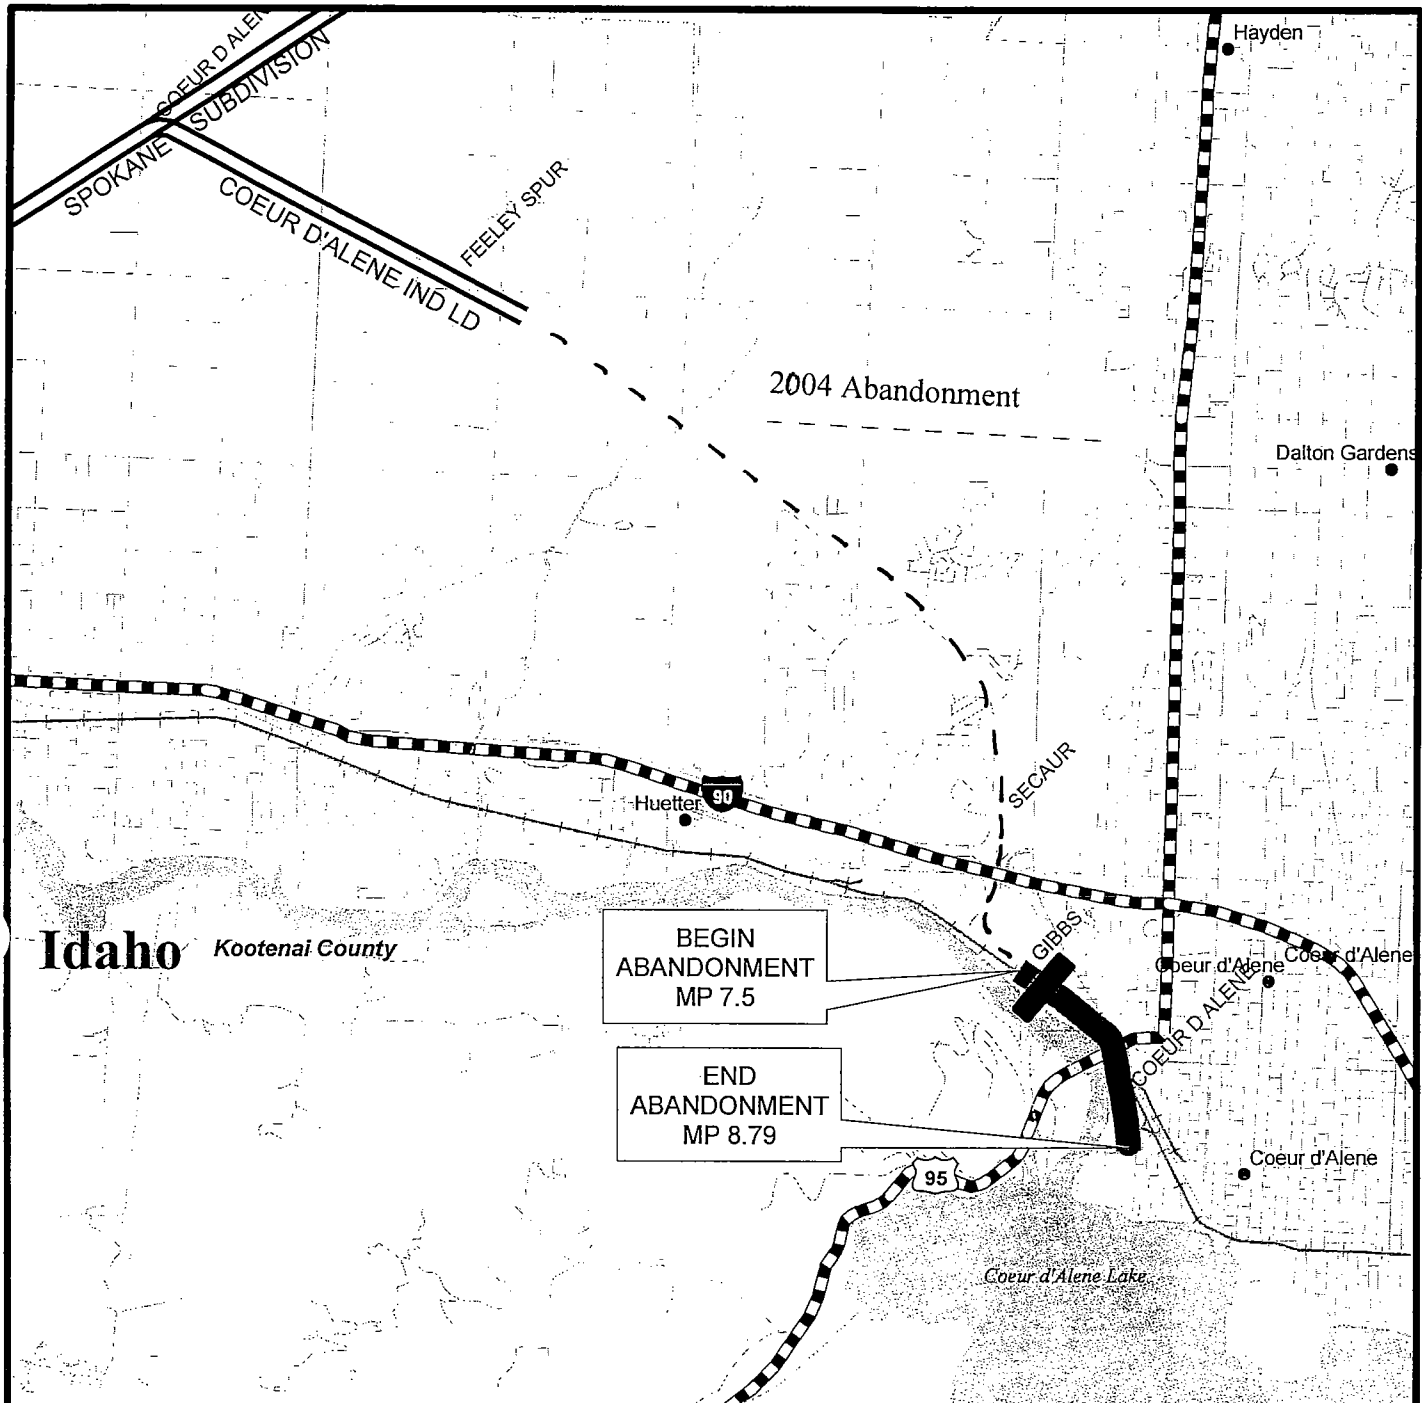 COEUR D ALEN
Hayden
SPOKANE SUBDIVISION
COEUR D'ALENE IND LD
FEELEY SPUR
2004 Abandonment
Dalton Gardens
SECAUR
90
Huetter
Idaho
Kootenai County
BEGIN
ABANDONMENT
MP 7.5
GIBBS
Coeur d'Alene
Coeur d'Alene
COEUR D ALENE
END
ABANDONMENT
MP 8.79
95
Coeur d'Alene
Coeur d'Alene Lake